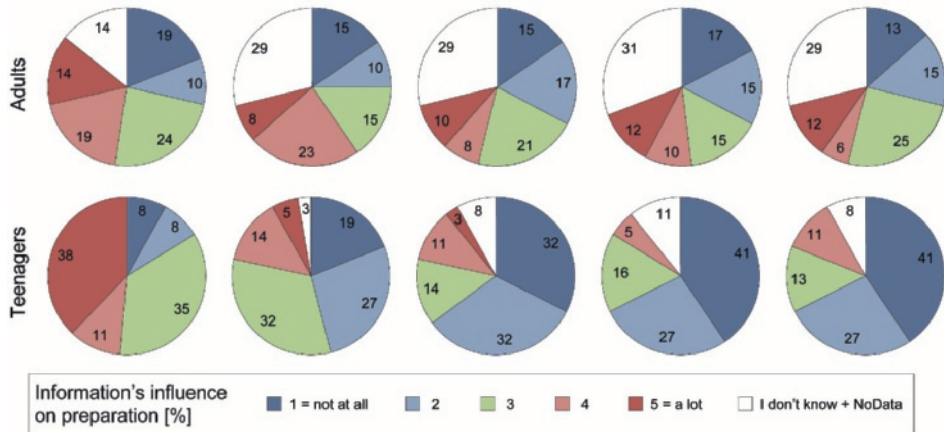 Adults
14 19 10 24 19 14
29 15 10 15 23 8
29 15 17 21 8 10
31 17 15 15 10 12
29 13 15 25 6 12
Teenagers
8 8 35 11 38
3 19 27 32 14 5
8 32 32 14 11 3
11 41 27 16 5
8 41 27 13 11
Information's influence
on preparation [%]
1 = not at all 2 3 4 5 = a lot I don't know + NoData